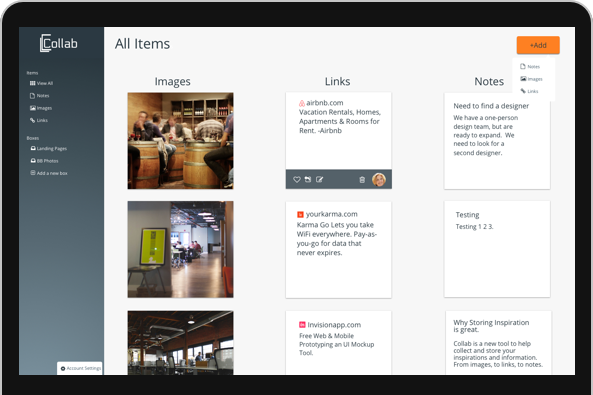 Collab
All Items
+Add
Notes
Images
Links
Items
View All
Notes
Images
Links
Boxes
Landing Pages
BB Photos
Add a new box
Account Settings
Images
Links
airbnb.com
Vacation Rentals, Homes,
Apartments & Rooms for
Rent. -Airbnb
yourkarma.com
Karma Go Lets you take
WiFi everywhere. Pay-as-
you-go for data that
never expires.
Invisionapp.com
Free Web & Mobile
Prototyping an UI Mockup
Tool.
Notes
Need to find a designer
We have a one-person
design team, but are
ready to expand. We
need to look for a
second designer.
Testing
Testing 1 2 3.
Why Storing Inspiration
is great.
Collab is a new tool to help
collect and store your
inspirations and information.
From images, to links, to notes.